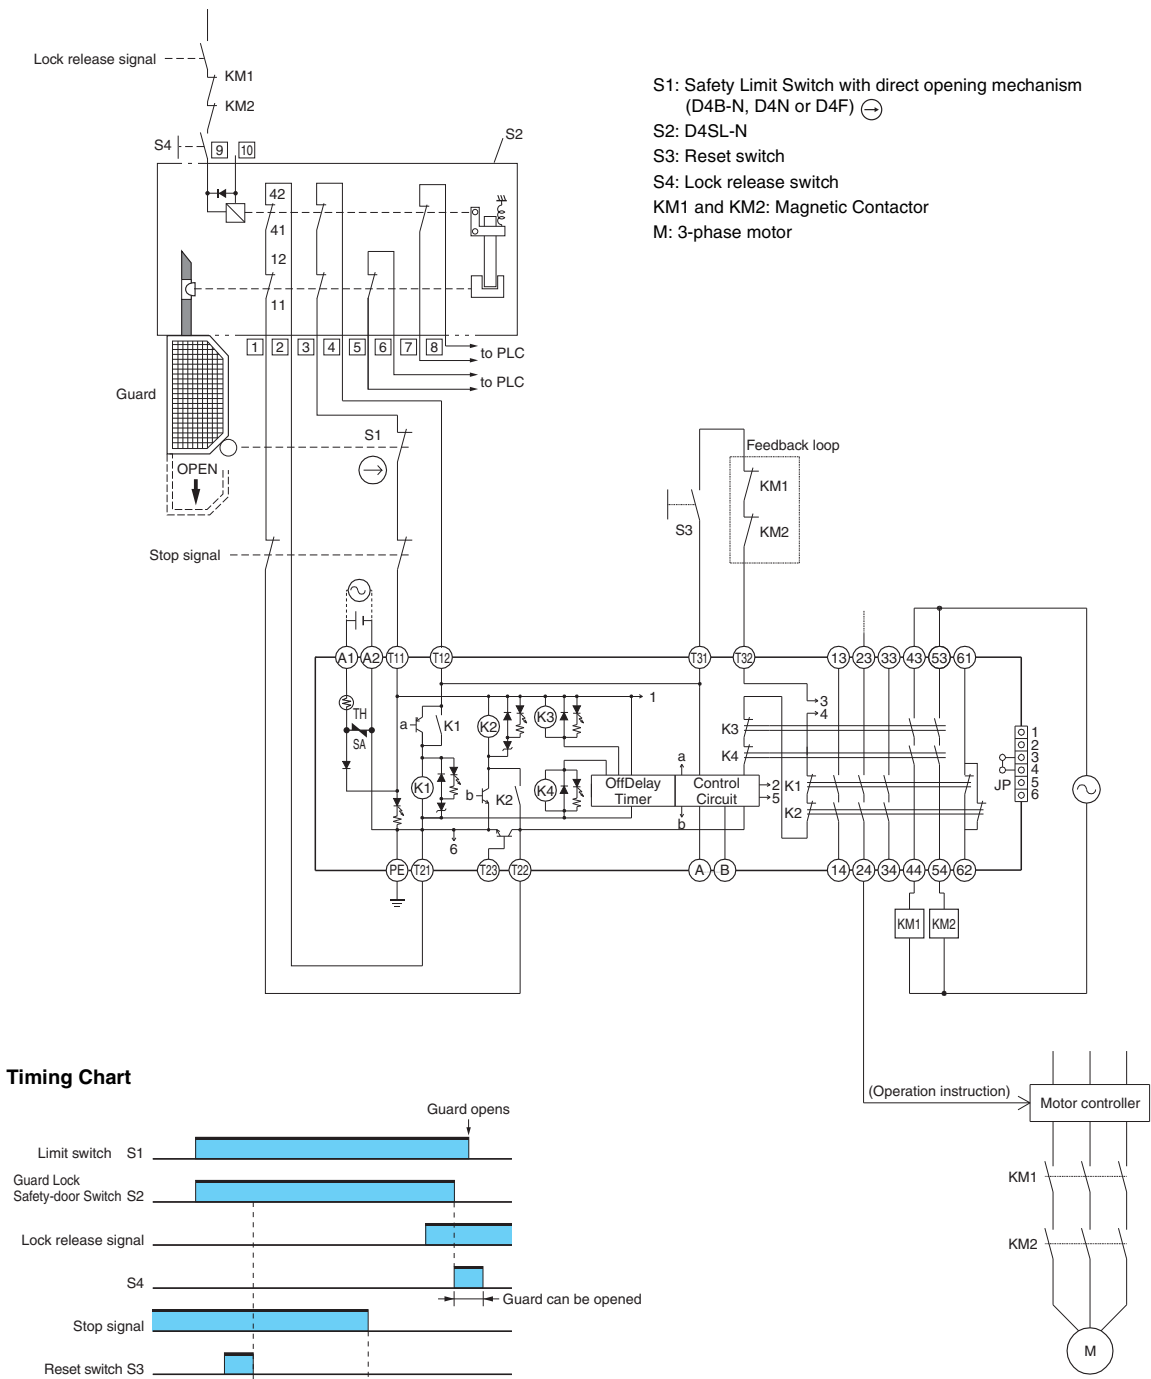 Lock release signal
KM1
KM2
S4
9 10
S2
S1: Safety Limit Switch with direct opening mechanism
(D4B-N, D4N or D4F)
S2: D4SL-N
S3: Reset switch
S4: Lock release switch
KM1 and KM2: Magnetic Contactor
M: 3-phase motor
42
41
12
11
1 2 3 4 5 6 7 8
to PLC
to PLC
Guard
OPEN
S1
Stop signal
Feedback loop
KM1
S3
KM2
A1 A2 T11 T12 T31 T32 13 23 33 43 53 61
TH
SA
a
K1
K2
K3
1
3
4
K3
K4
a
K1
b
K2
K4
OffDelay
Timer
Control
Circuit
2
5
K1
K2
b
6
JP
1
2
3
4
5
6
PE T21 T23 T22 A B 14 24 34 44 54 62
KM1 KM2
(Operation instruction)
Motor controller
KM1
KM2
M
Timing Chart
Guard opens
Limit switch S1
Guard Lock
Safety-door Switch S2
Lock release signal
S4
Guard can be opened
Stop signal
Reset switch S3